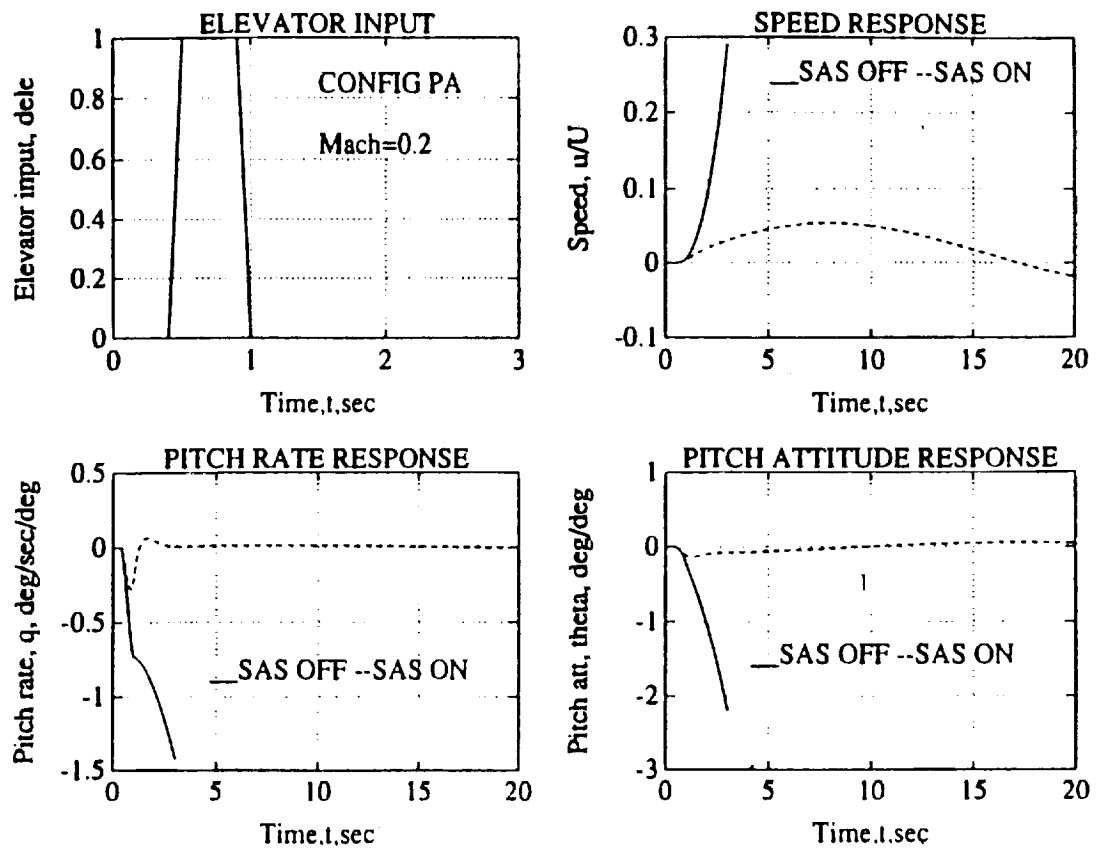 ELEVATOR INPUT
Elevator input, dele
1
0.8
0.6
0.4
0.2
0
CONFIG PA
Mach=0.2
0 1 2 3
Time,t,sec
SPEED RESPONSE
Speed, u/U
0.3
0.2
0.1
0
-0.1
__SAS OFF --SAS ON
0 5 10 15 20
Time,t,sec
PITCH RATE RESPONSE
Pitch rate, q, deg/sec/deg
0.5
0
-0.5
-1
-1.5
__SAS OFF --SAS ON
0 5 10 15 20
Time,t,sec
PITCH ATTITUDE RESPONSE
Pitch att, theta, deg/deg
1
0
-1
-2
-3
__SAS OFF --SAS ON
0 5 10 15 20
Time,t,sec